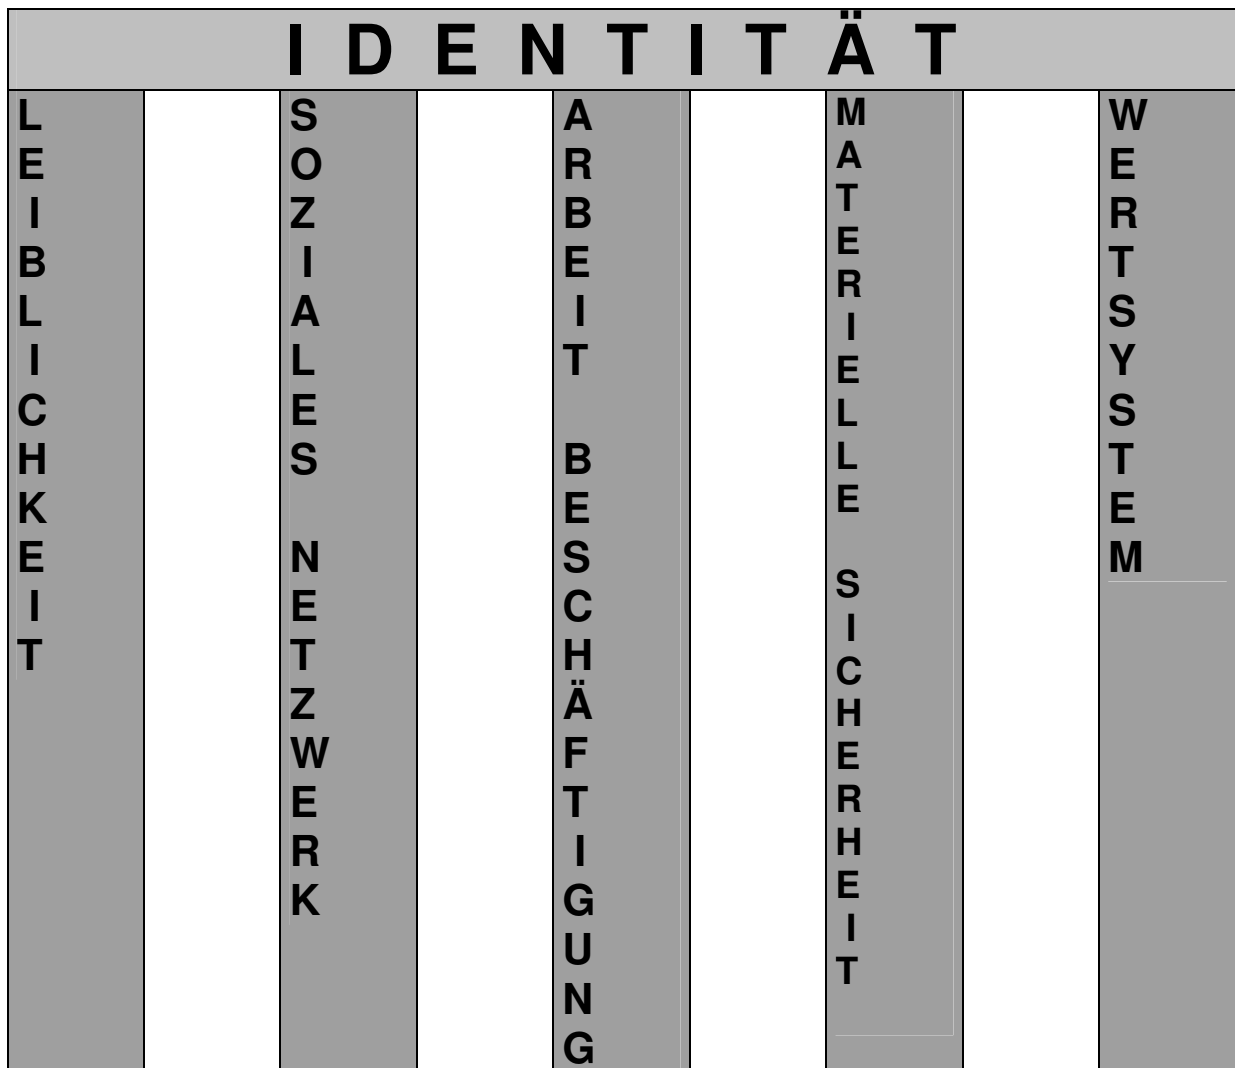 IDENTITÄT
LEIBLICHKEIT
SOZIALES NETZWERK
ARBEIT BESCHÄFTIGUNG
MATERIELLE SICHERHEIT
WERTSYSTEM